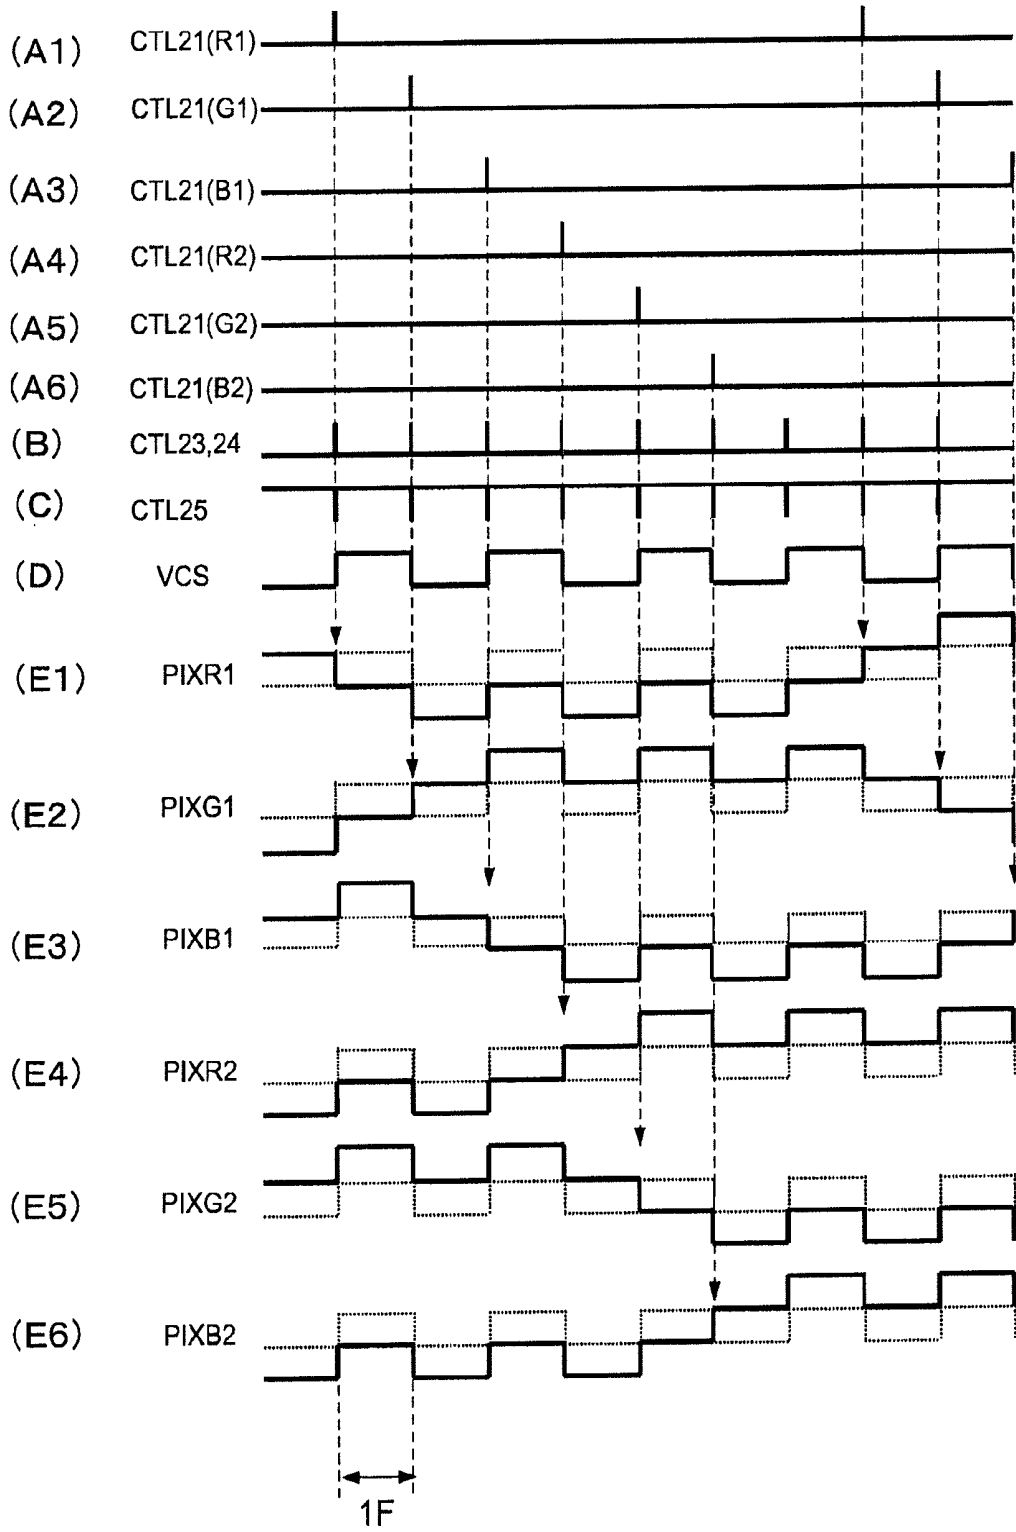 (A1) CTL21(R1)
(A2) CTL21(G1)
(A3) CTL21(B1)
(A4) CTL21(R2)
(A5) CTL21(G2)
(A6) CTL21(B2)
(B) CTL23,24
(C) CTL25
(D) VCS
(E1) PIXR1
(E2) PIXG1
(E3) PIXB1
(E4) PIXR2
(E5) PIXG2
(E6) PIXB2
1F